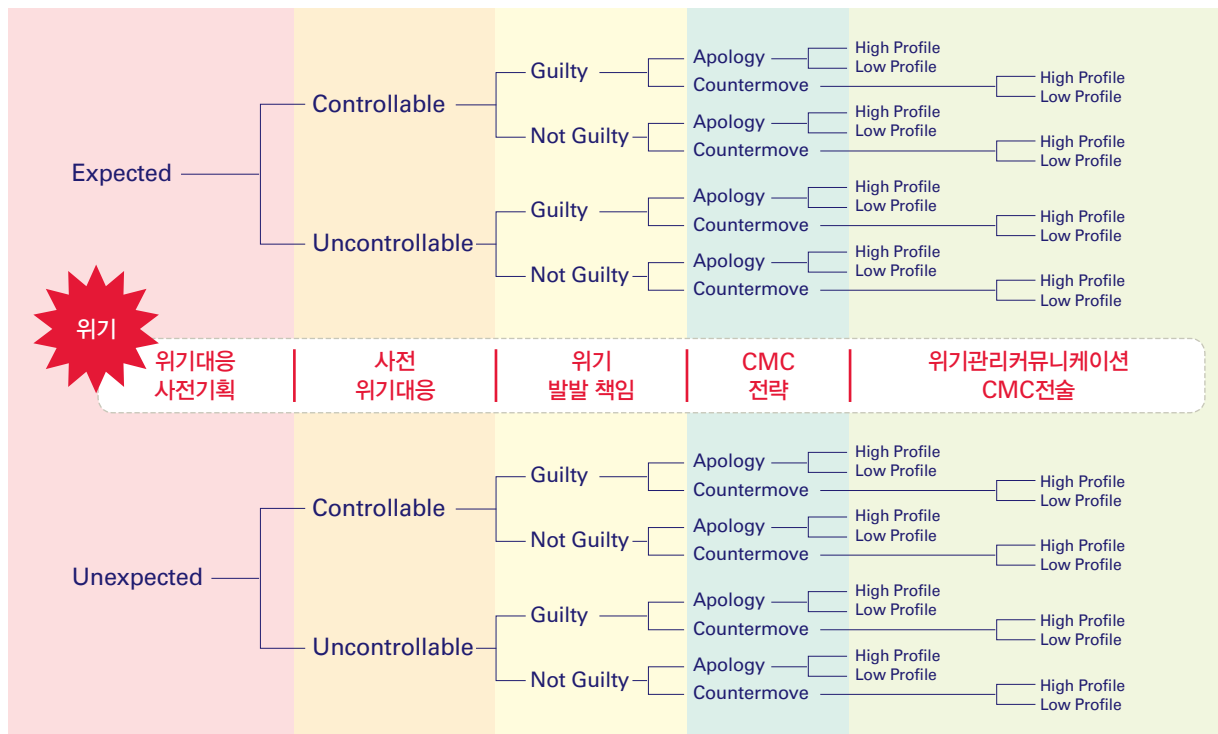 High Profile
Apology
Low Profile
Guilty
High Profile
Countermove
Low Profile
Controllable
High Profile
Apology
Low Profile
Not Guilty
High Profile
Countermove
Low Profile
Expected
High Profile
Apology
Low Profile
Guilty
High Profile
Countermove
Low Profile
Uncontrollable
High Profile
Apology
Low Profile
Not Guilty
High Profile
Countermove
Low Profile
위기
위기대응
사전기획
사전
위기대응
위기
발발 책임
CMC
전략
위기관리커뮤니케이션
CMC전술
High Profile
Apology
Low Profile
Guilty
High Profile
Countermove
Low Profile
Controllable
High Profile
Apology
Low Profile
Not Guilty
High Profile
Countermove
Low Profile
Unexpected
High Profile
Apology
Low Profile
Guilty
High Profile
Countermove
Low Profile
Uncontrollable
High Profile
Apology
Low Profile
Not Guilty
High Profile
Countermove
Low Profile